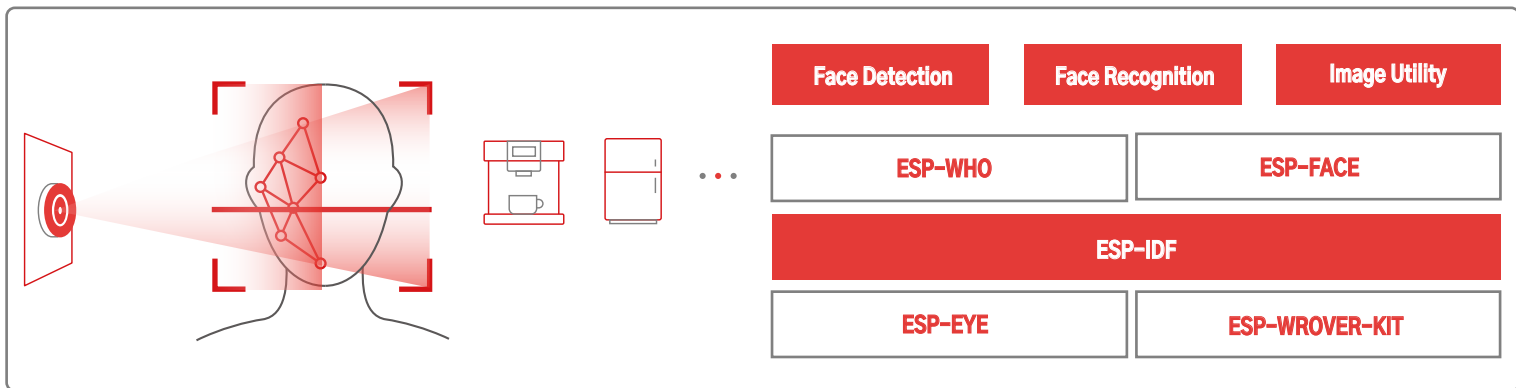 Face Detection
Face Recognition
Image Utility
ESP-WHO
ESP-FACE
ESP-IDF
ESP-EYE
ESP-WROVER-KIT